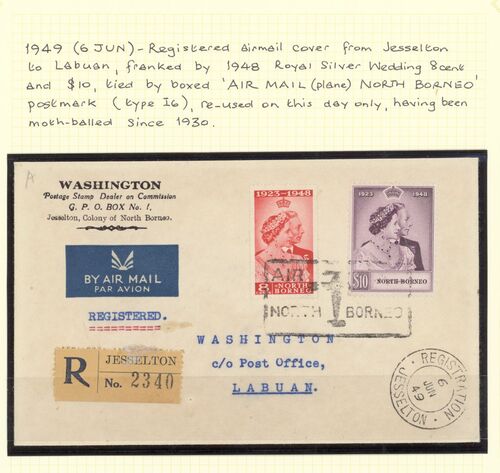 1949 (6 JUN) - Registered airmail cover from Jesselton
to Labuan, franked by 1948 Royal Silver Wedding 8cent
and $10, tied by boxed 'AIR MAIL (plane) NORTH BORNEO'
postmark (type I6), re-used on this day only, having been
moth-balled since 1930.
A
WASHINGTON
Postage Stamp Dealer on Commission
G. P. O. BOX No. 1,
Jesselton, Colony of North Borneo.
BY AIR MAIL
PAR AVION
REGISTERED.
R
JESSELTON
No. 2340
1923-1948
8
NORTH
BORNEO
1923 1948
$10
NORTH-BORNEO
AIR
NORTH BORNEO
WASHINGTON
c/o Post Office,
LABUAN.
REGISTRATION
6
JUN
49
JESSELTON